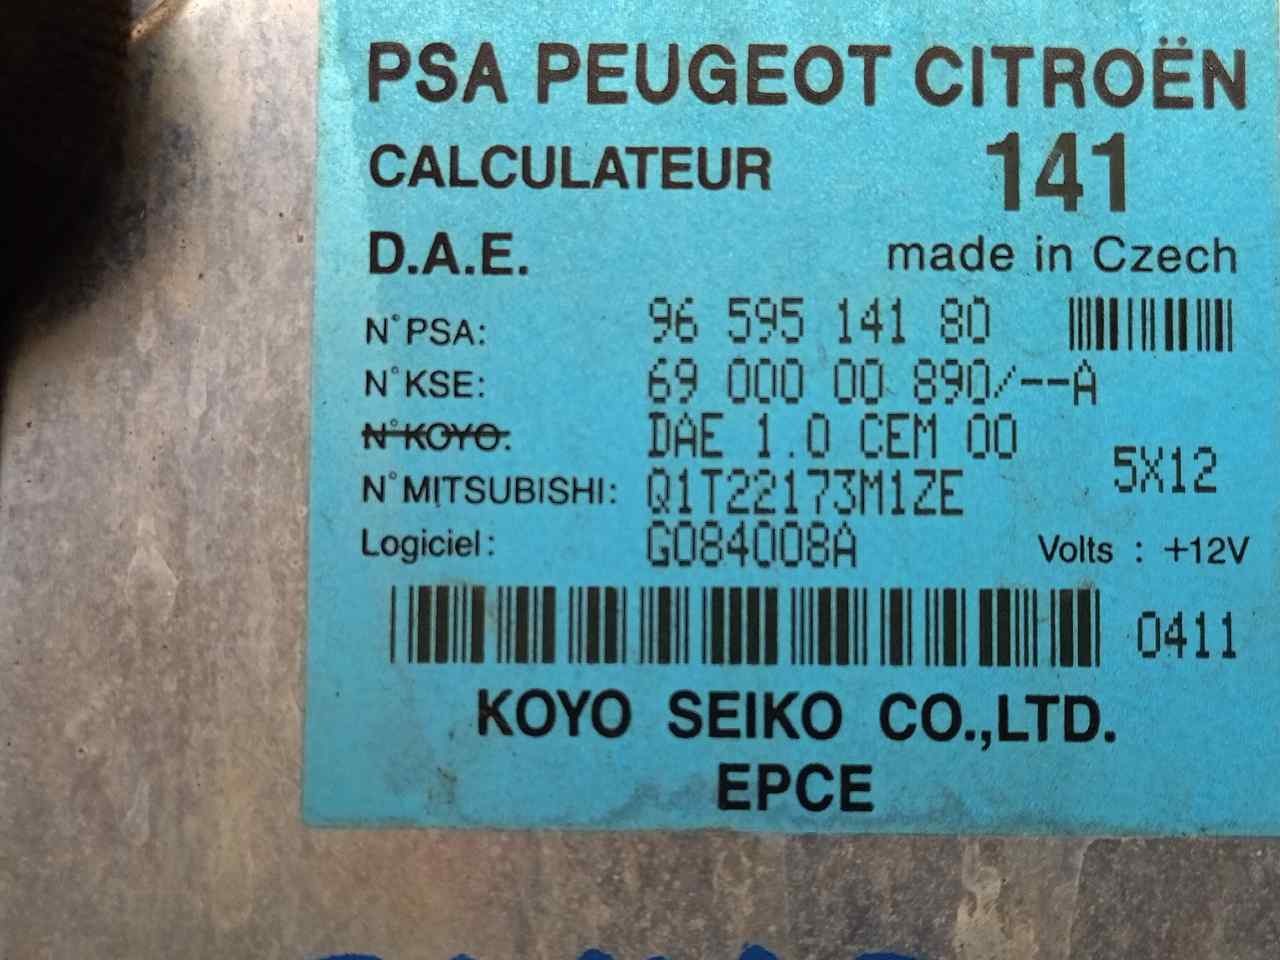 PSA PEUGEOT CITROËN
CALCULATEUR 141
D.A.E. made in Czech
N°PSA: 96 595 141 80
N°KSE: 69 000 00 890/--A
N°KOYO: DAE 1.0 CEM 00
5X12
N°MITSUBISHI: Q1T22173M1ZE
Logiciel: G084008A Volts : +12V
0411
KOYO SEIKO CO.,LTD.
EPCE